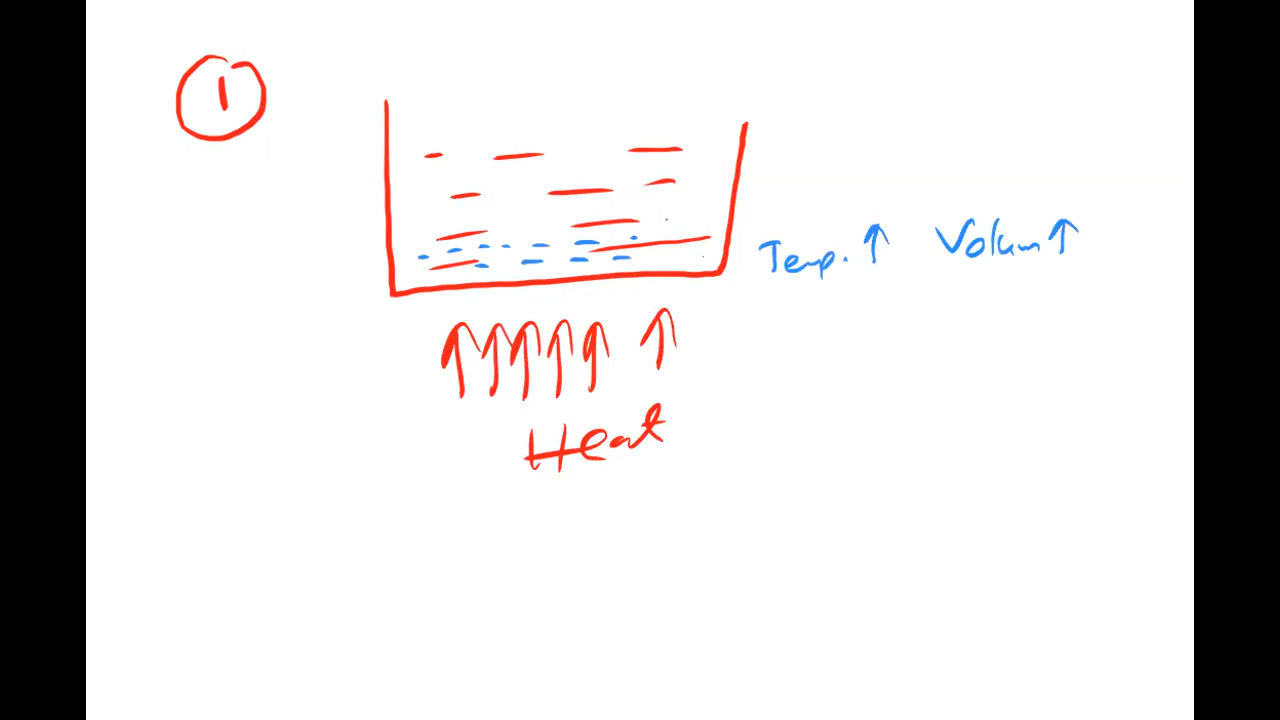 1
Temp. ↑ Volum ↑
Heat